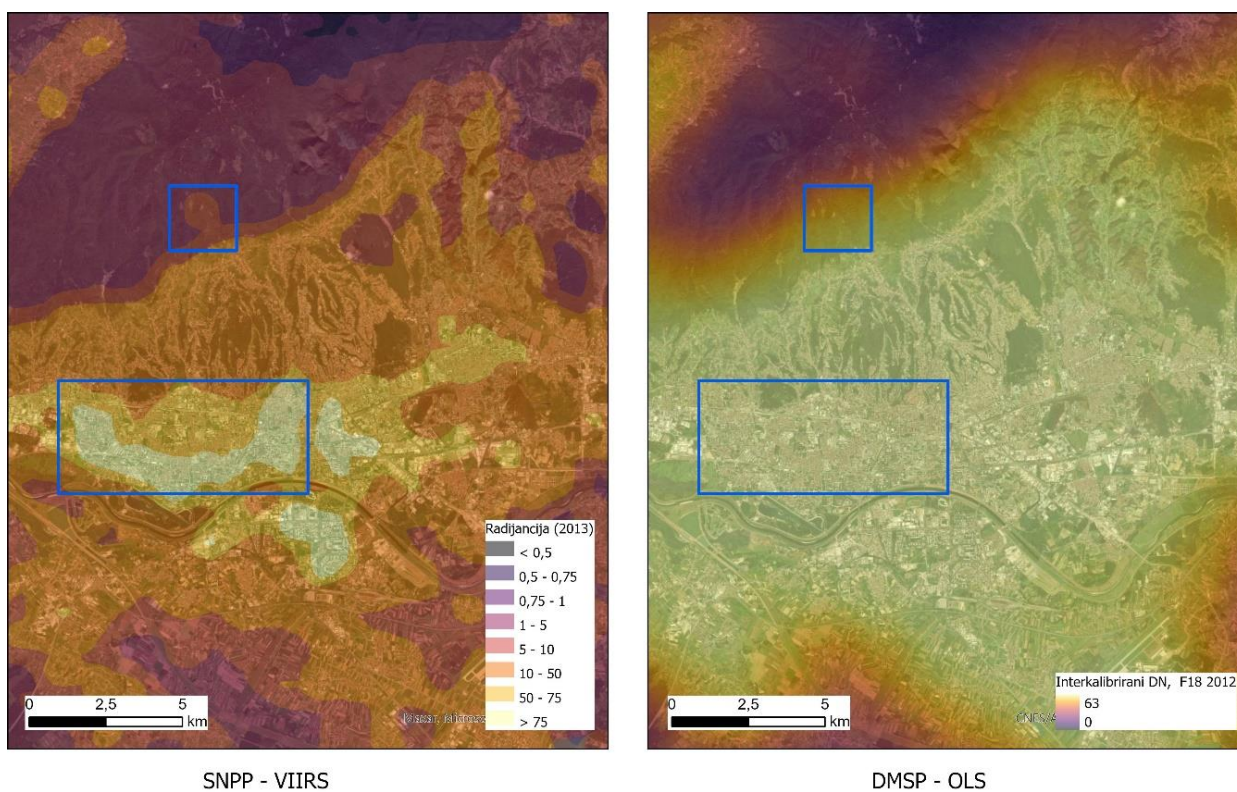 Radijancija (2013)
< 0,5
0,5 - 0,75
0,75 - 1
1 - 5
5 - 10
10 - 50
50 - 75
> 75
0 2,5 5
km
SNPP - VIIRS
Interkalibrirani DN, F18 2012
63
0
0 2,5 5
km
DMSP - OLS